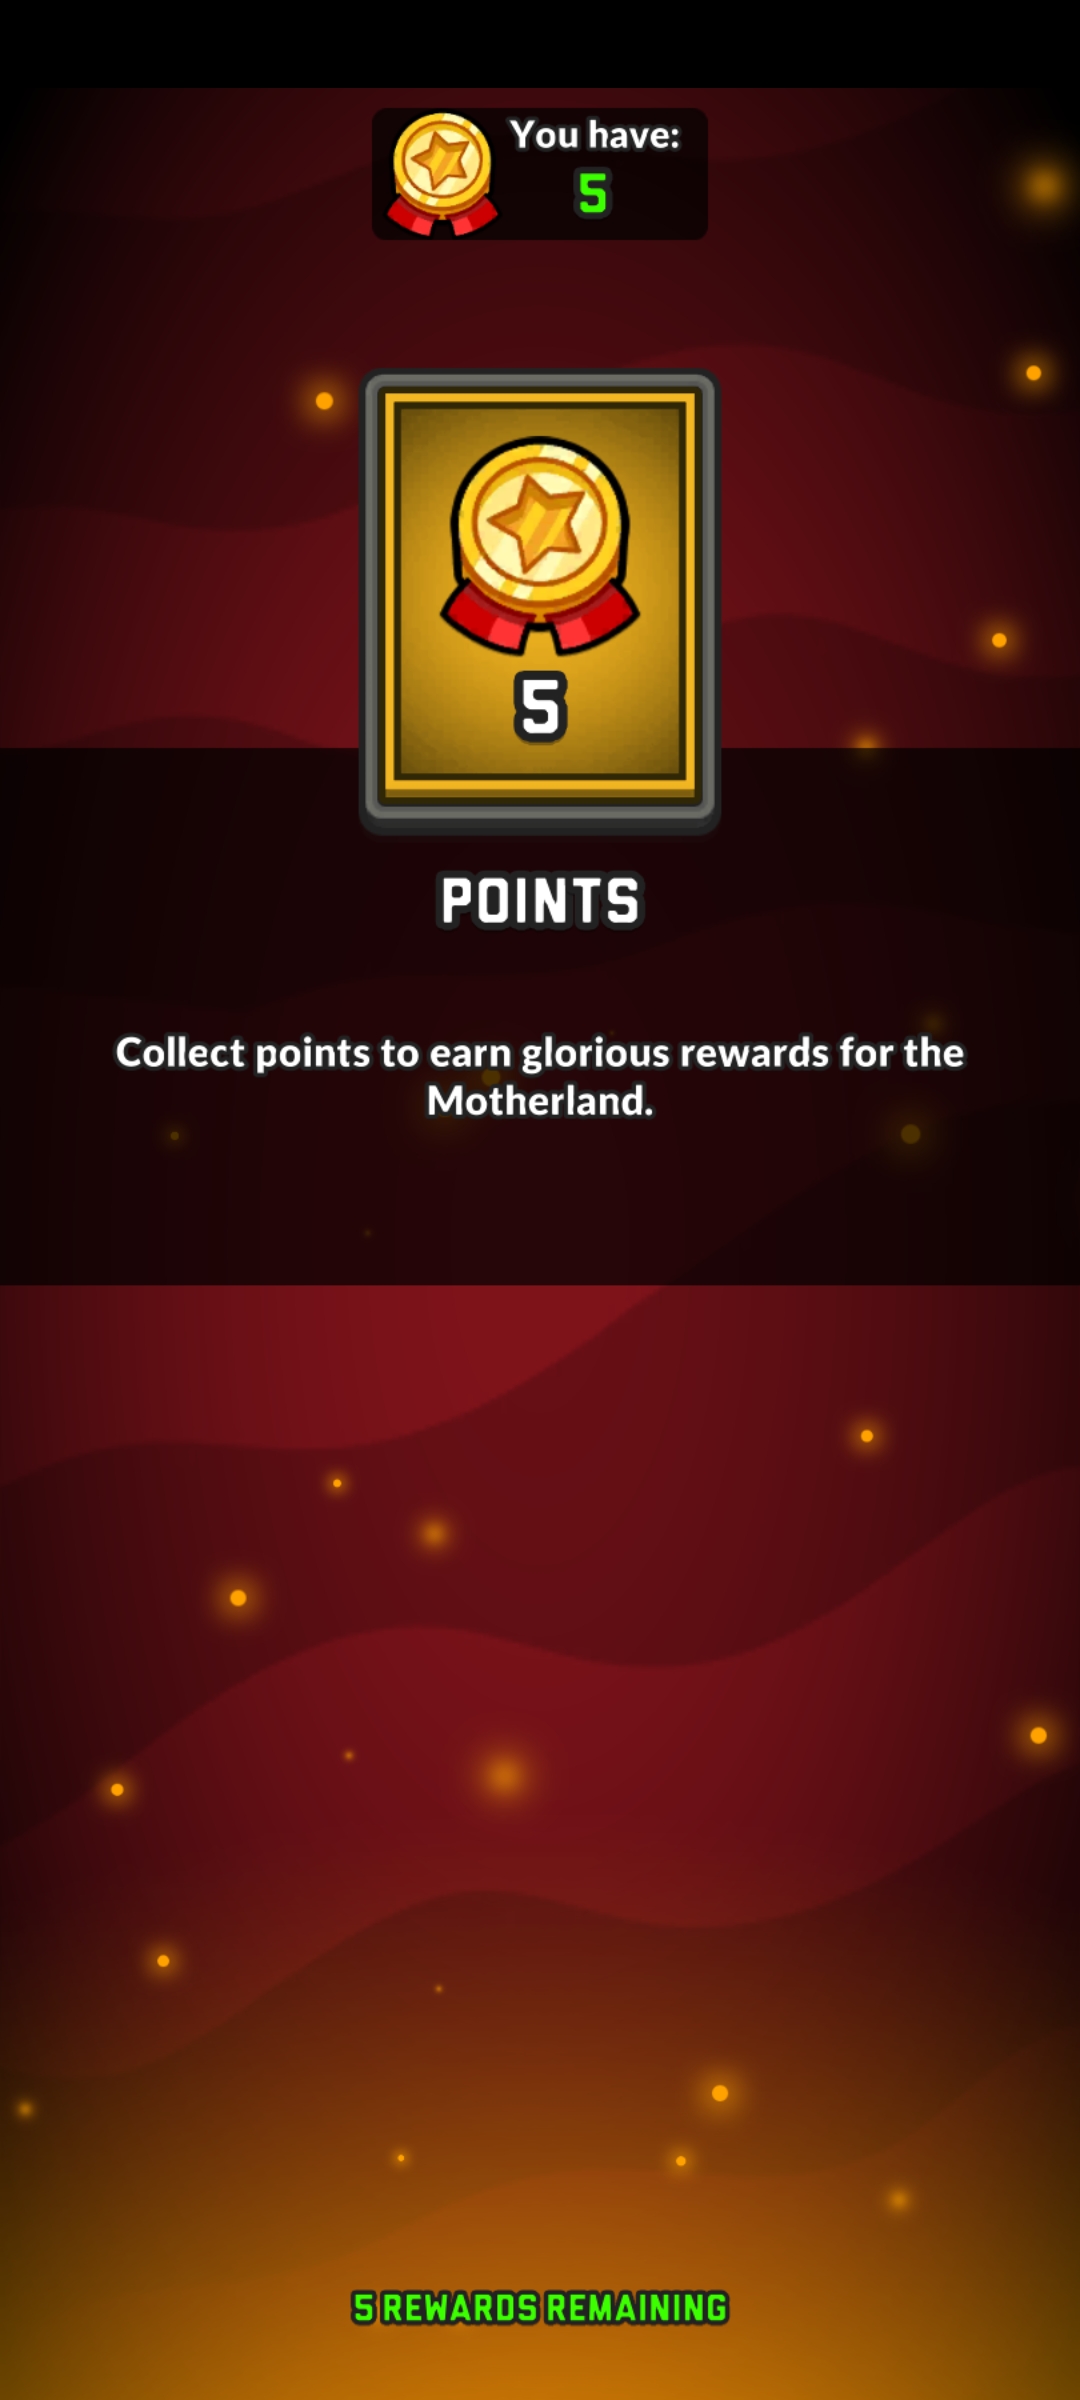 You have:
5
5
POINTS
Collect points to earn glorious rewards for the
Motherland.
5 REWARDS REMAINING